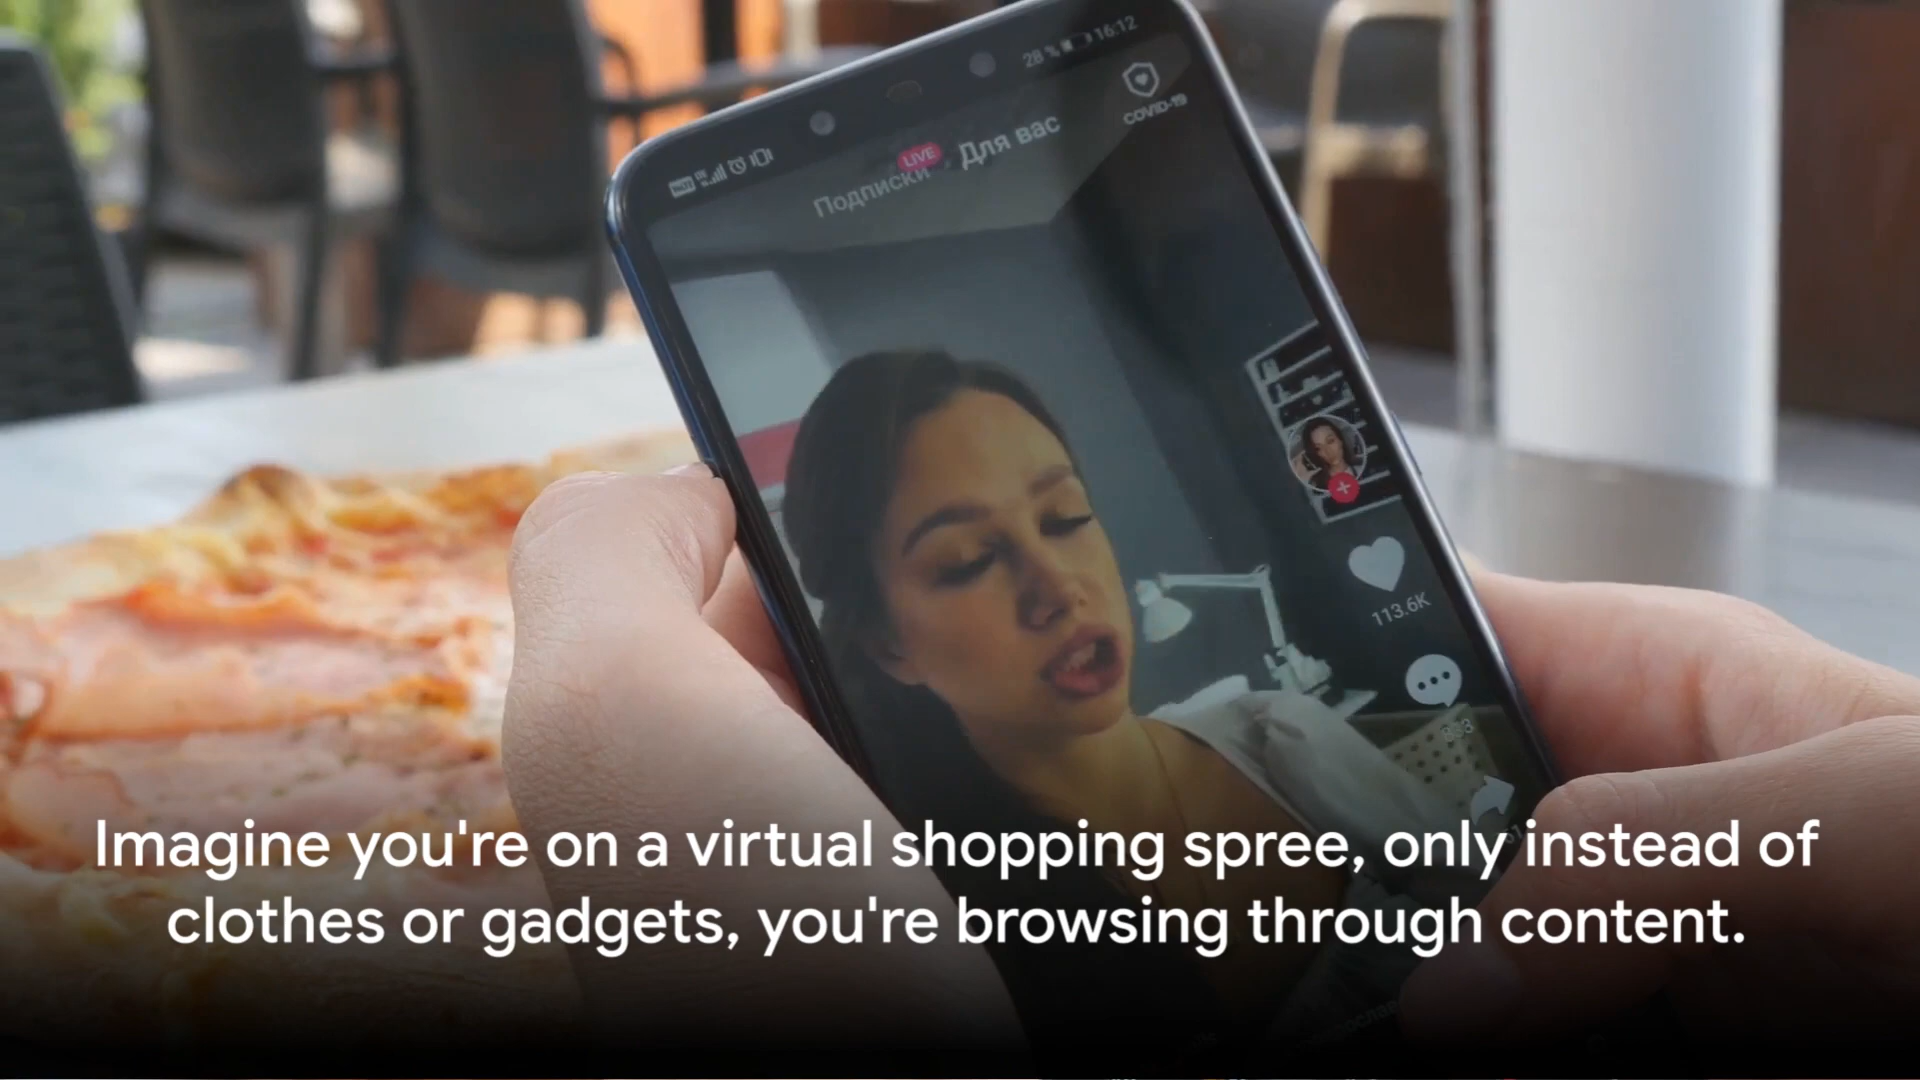 28 % 16:12
COVID-19
LIVE
Подписки Для вас
113.6K
833
Imagine you're on a virtual shopping spree, only instead of
clothes or gadgets, you're browsing through content.